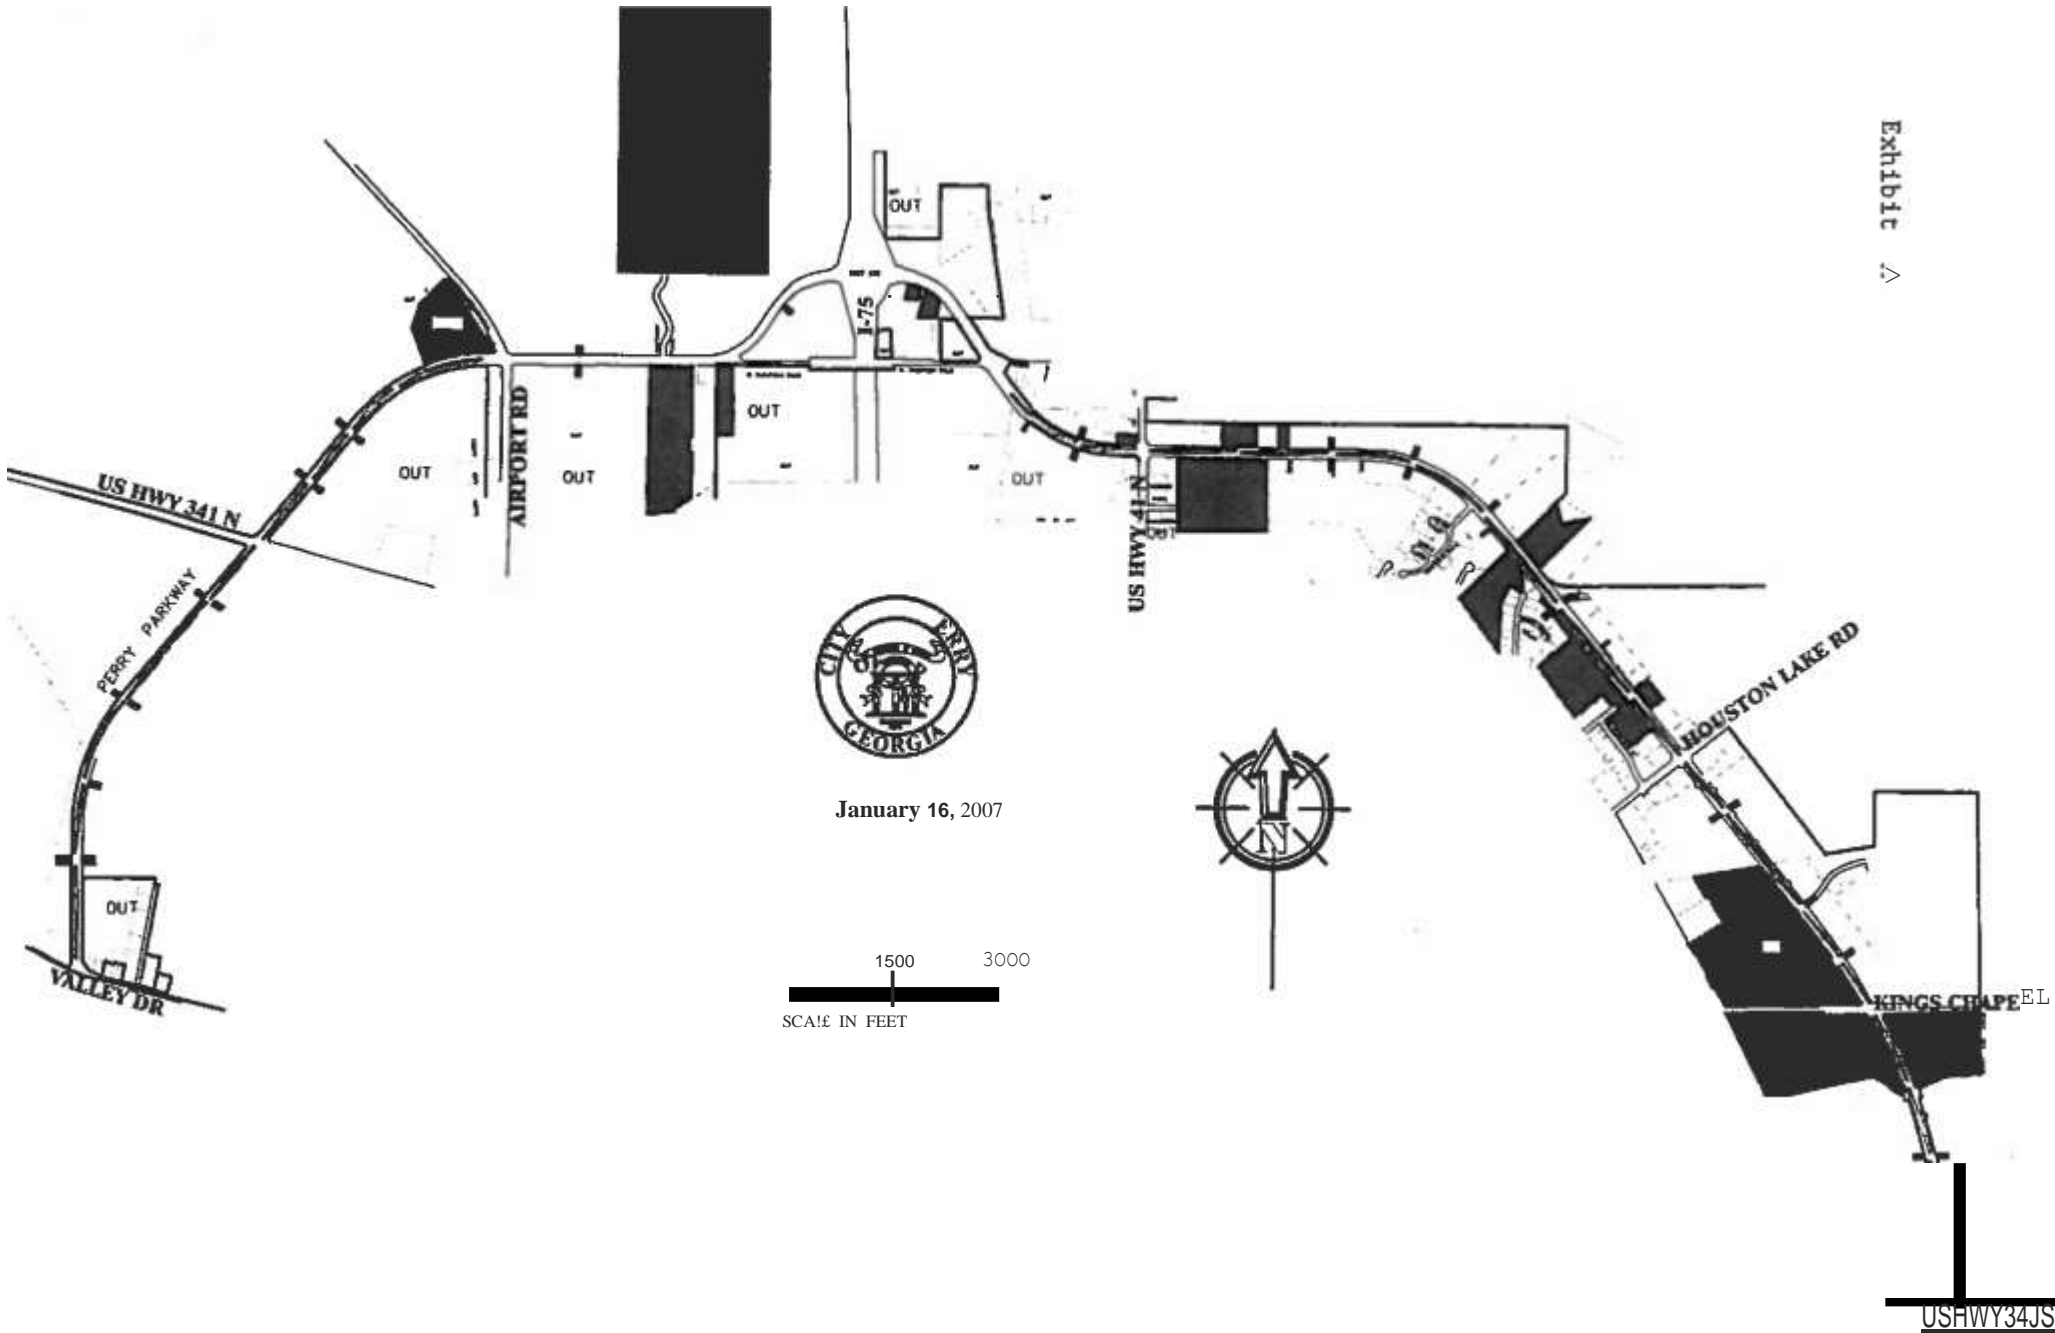 Exhibit
OUT
I-75
OUT
AIRPORT RD
OUT
OUT
OUT
US HWY 341 N
US HWY 41 N
OUT
PERRY PARKWAY
CITY ERRY
GEORGIA
HOUSTON LAKE RD
January 16, 2007
OUT
VALLEY DR
1500 3000
SCA!£ IN FEET
N
KINGS CHAPEEL
USHWY34JS